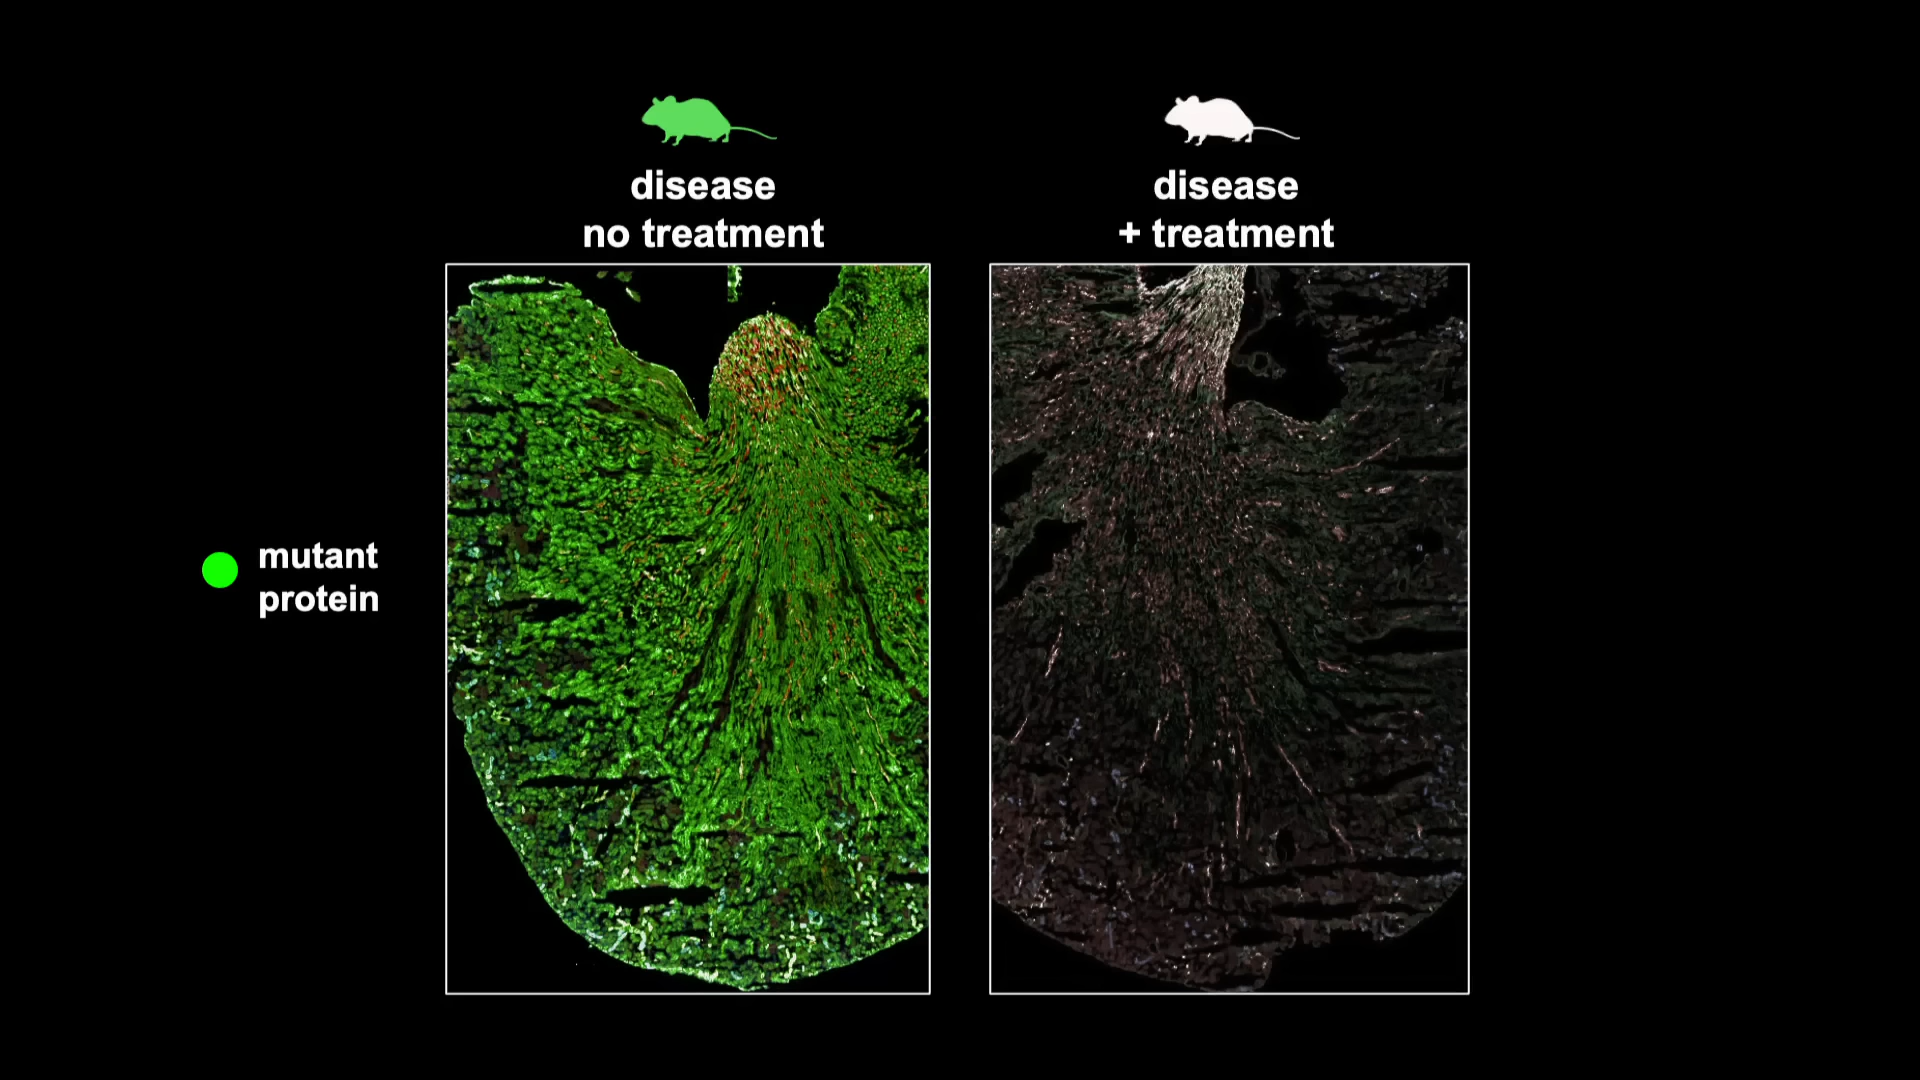 disease
no treatment
disease
+ treatment
mutant
protein